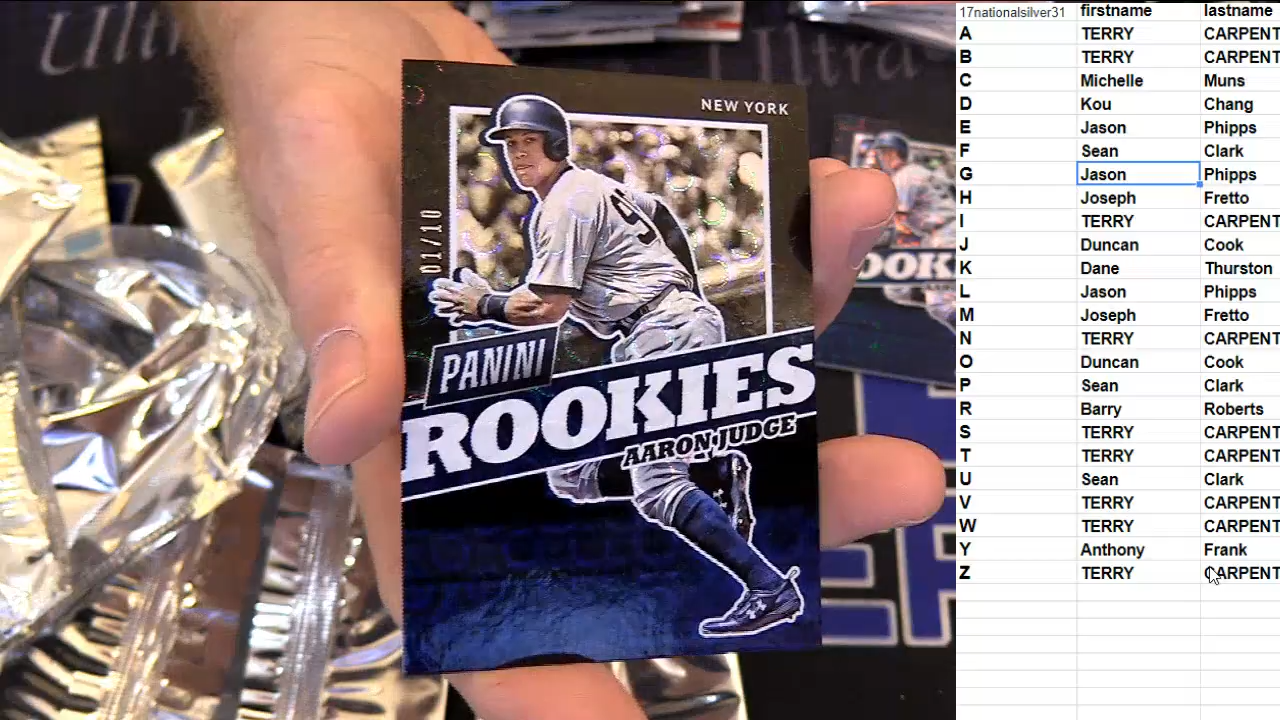 Ultra
Ultra
NEW YORK
01/10
PANINI
ROOKIES
AARON JUDGE
17nationalsilver31 firstname lastname
A TERRY CARPENT
B TERRY CARPENT
C Michelle Muns
D Kou Chang
E Jason Phipps
F Sean Clark
G Jason Phipps
H Joseph Fretto
I TERRY CARPENT
J Duncan Cook
K Dane Thurston
L Jason Phipps
M Joseph Fretto
N TERRY CARPENT
O Duncan Cook
P Sean Clark
R Barry Roberts
S TERRY CARPENT
T TERRY CARPENT
U Sean Clark
V TERRY CARPENT
W TERRY CARPENT
Y Anthony Frank
Z TERRY CARPENT